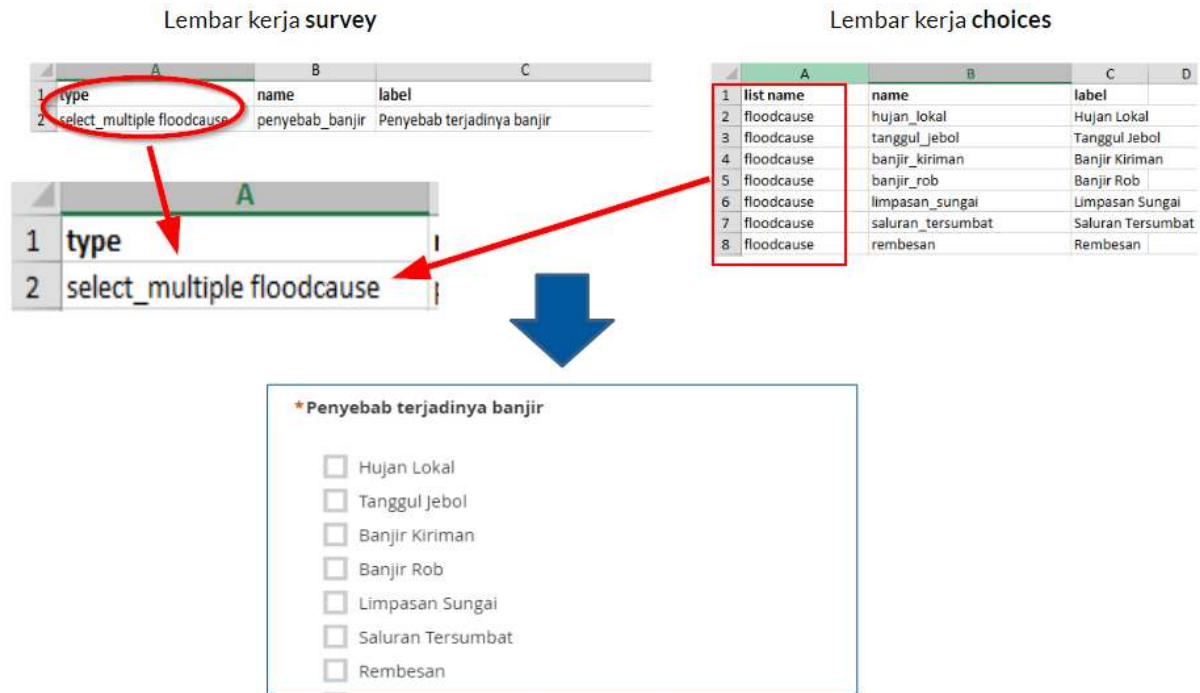 Lembar kerja survey
Lembar kerja choices
A B C
1 type name label
2 select_multiple floodcause penyebab_banjir Penyebab terjadinya banjir
A B C D
1 list name name label
2 floodcause hujan_lokal Hujan Lokal
3 floodcause tanggul_jebol Tanggul Jebol
4 floodcause banjir_kiriman Banjir Kiriman
5 floodcause banjir_rob Banjir Rob
6 floodcause limpasan_sungai Limpasan Sungai
7 floodcause saluran_tersumbat Saluran Tersumbat
8 floodcause rembesan Rembesan
A
1 type
2 select_multiple floodcause
*Penyebab terjadinya banjir
Hujan Lokal
Tanggul Jebol
Banjir Kiriman
Banjir Rob
Limpasan Sungai
Saluran Tersumbat
Rembesan